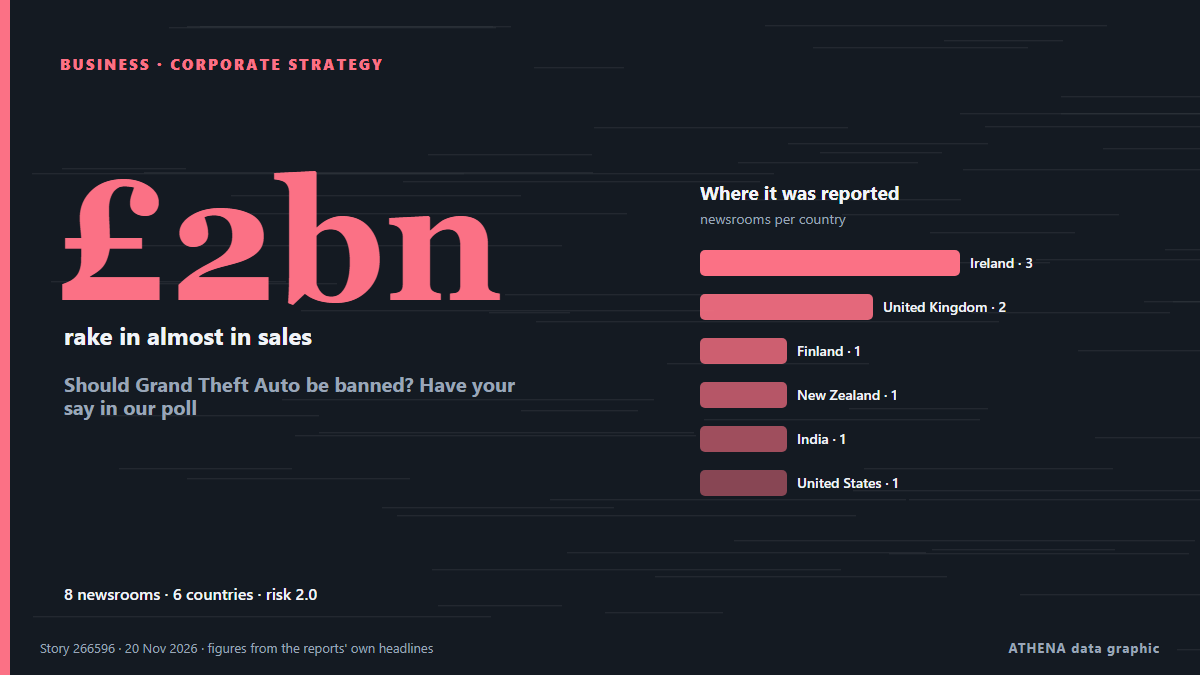 BUSINESS · CORPORATE STRATEGY
£2bn
rake in almost in sales
Should Grand Theft Auto be banned? Have your
say in our poll
8 newsrooms · 6 countries · risk 2.0
Where it was reported
newsrooms per country
Ireland · 3
United Kingdom · 2
Finland · 1
New Zealand · 1
India · 1
United States · 1
Story 266596 · 20 Nov 2026 · figures from the reports' own headlines
ATHENA data graphic